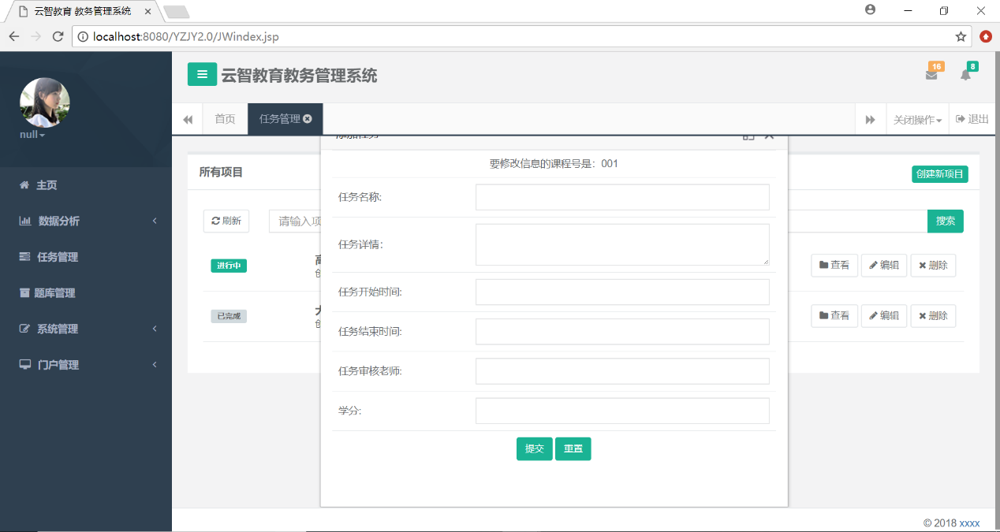 云智教育 教务管理系统
localhost:8080/YZJY2.0/JWindex.jsp
云智教育教务管理系统
16
8
null
首页
任务管理
关闭操作
退出
主页
数据分析
任务管理
题库管理
系统管理
门户管理
所有项目
创建新项目
刷新
请输入项
搜索
进行中
查看
编辑
删除
已完成
查看
编辑
删除
要修改信息的课程号是：001
任务名称:
任务详情:
任务开始时间:
任务结束时间:
任务审核老师:
学分:
提交
重置
© 2018 xxxx